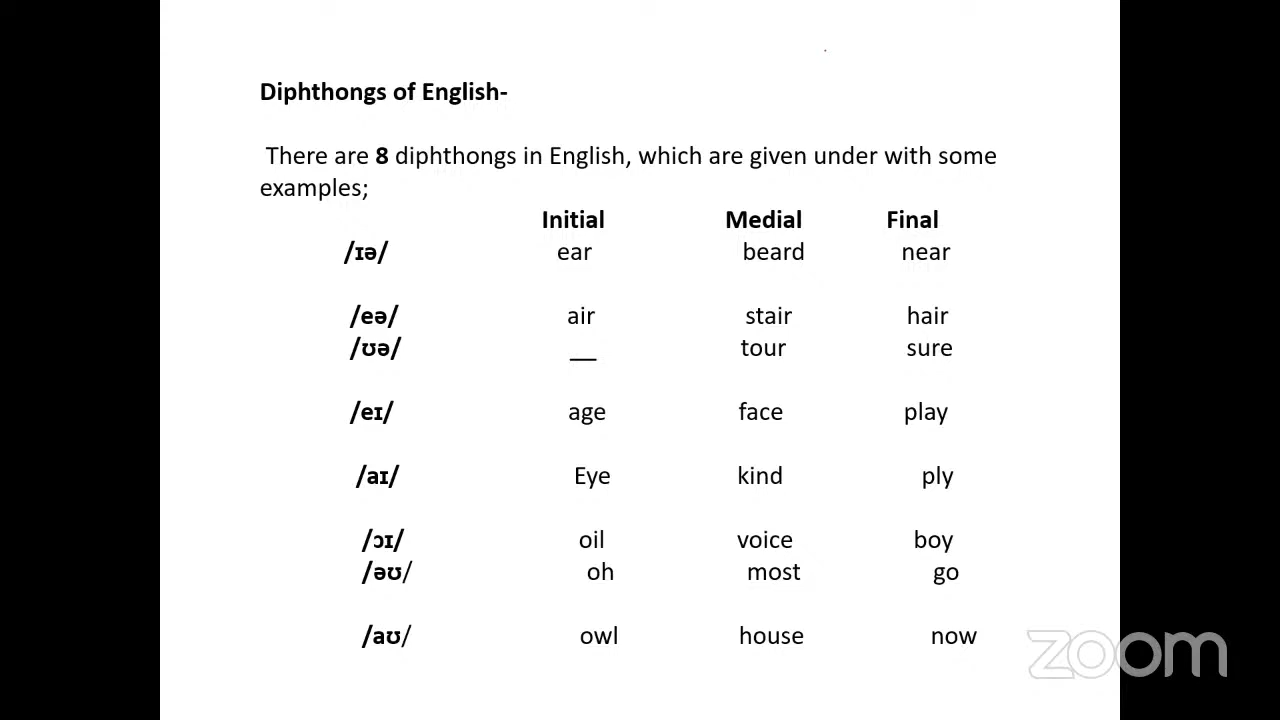 Diphthongs of English-
There are 8 diphthongs in English, which are given under with some
examples;
Initial Medial Final
/ɪə/ ear beard near
/eə/ air stair hair
/ʊə/ __ tour sure
/eɪ/ age face play
/aɪ/ Eye kind ply
/ɔɪ/ oil voice boy
/əʊ/ oh most go
/aʊ/ owl house now
zoom